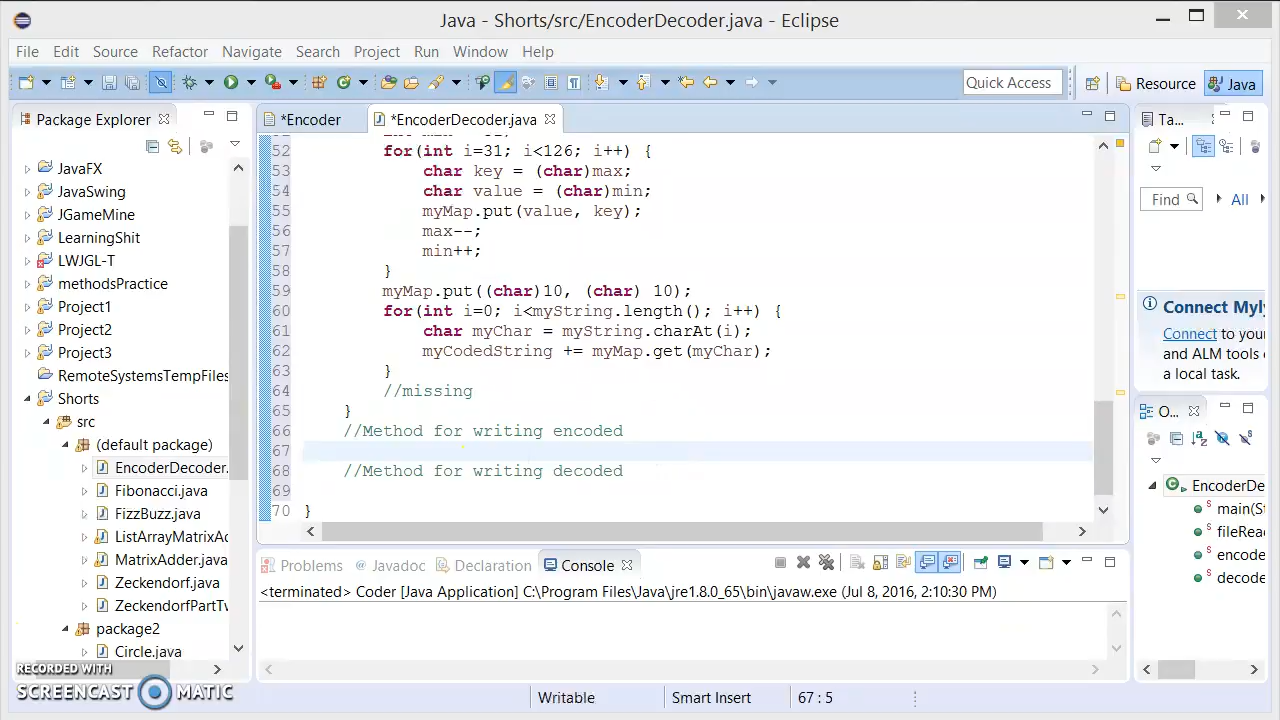 Java - Shorts/src/EncoderDecoder.java - Eclipse
File Edit Source Refactor Navigate Search Project Run Window Help
Quick Access Resource Java
Package Explorer
*Encoder *EncoderDecoder.java
Ta...
JavaFX
JavaSwing
JGameMine
LearningShit
LWJGL-T
methodsPractice
Project1
Project2
Project3
RemoteSystemsTempFiles
Shorts
src
(default package)
EncoderDecoder.
Fibonacci.java
FizzBuzz.java
ListArrayMatrixAc
MatrixAdder.java
Zeckendorf.java
ZeckendorfPartTv
package2
Circle.java
52 for(int i=31; i<126; i++) {
53 char key = (char)max;
54 char value = (char)min;
55 myMap.put(value, key);
56 max--;
57 min++;
58 }
59 myMap.put((char)10, (char) 10);
60 for(int i=0; i<myString.length(); i++) {
61 char myChar = myString.charAt(i);
62 myCodedString += myMap.get(myChar);
63 }
64 //missing
65 }
66 //Method for writing encoded
67
68 //Method for writing decoded
69
70 }
Find All
Connect Myly
Connect to your
and ALM tools o
a local task.
O...
EncoderDe
main(St
fileRea
encode
decode
Problems @ Javadoc Declaration Console
<terminated> Coder [Java Application] C:\Program Files\Java\jre1.8.0_65\bin\javaw.exe (Jul 8, 2016, 2:10:30 PM)
Writable Smart Insert 67 : 5
RECORDED WITH
SCREENCAST MATIC